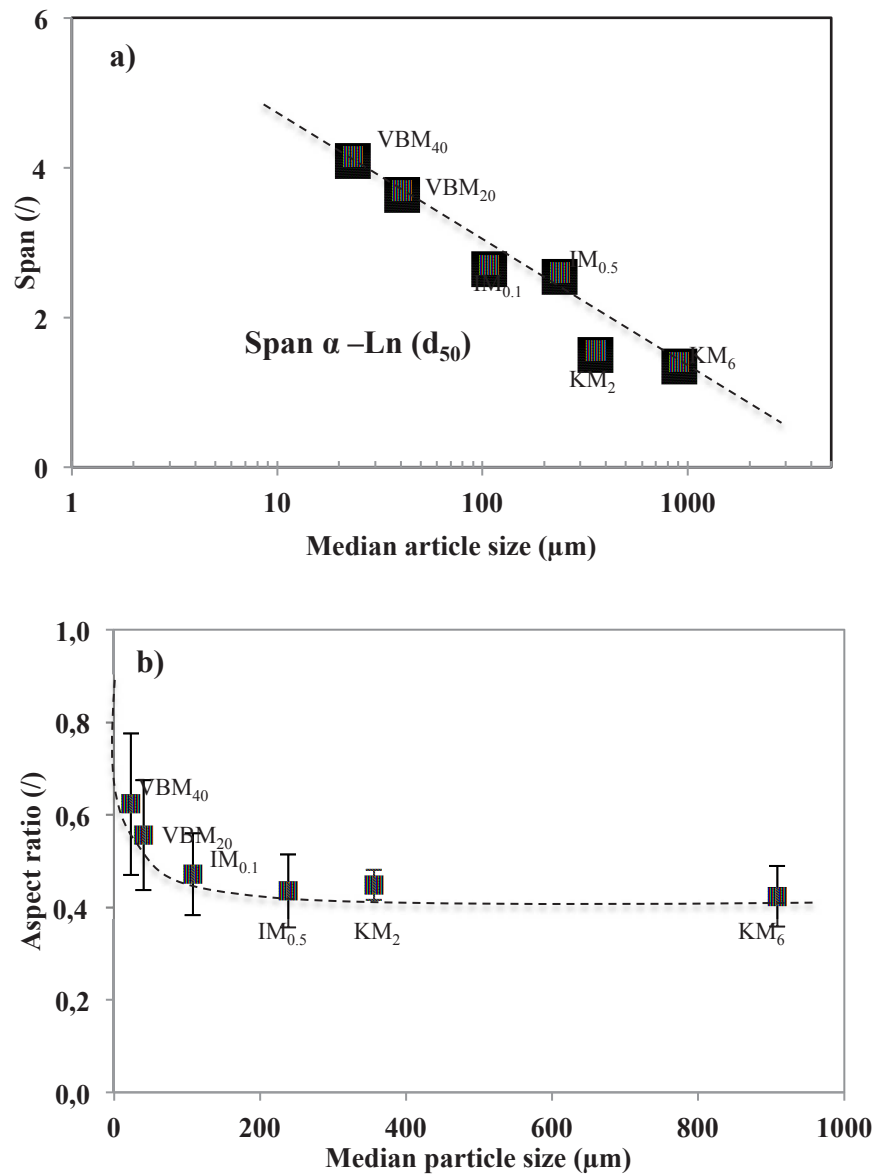 6
a)
VBM40
4
VBM20
Span (/)
IM0.5
IM0.1
2
Span α –Ln (d50)
KM6
KM2
0
1 10 100 1000
Median article size (µm)
1,0
b)
0,8
VBM40
Aspect ratio (/)
0,6
VBM20
IM0.1
0,4
IM0.5 KM2 KM6
0,2
0,0
0 200 400 600 800 1000
Median particle size (µm)